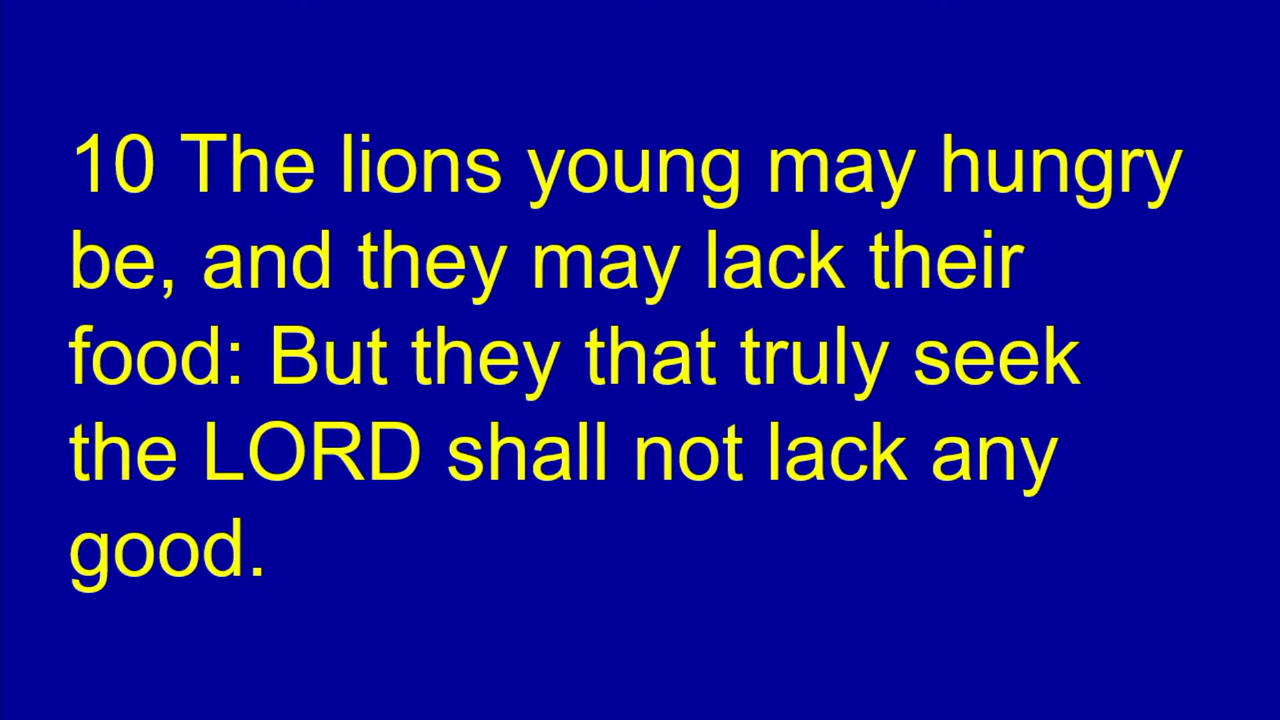 10 The lions young may hungry
be, and they may lack their
food: But they that truly seek
the LORD shall not lack any
good.